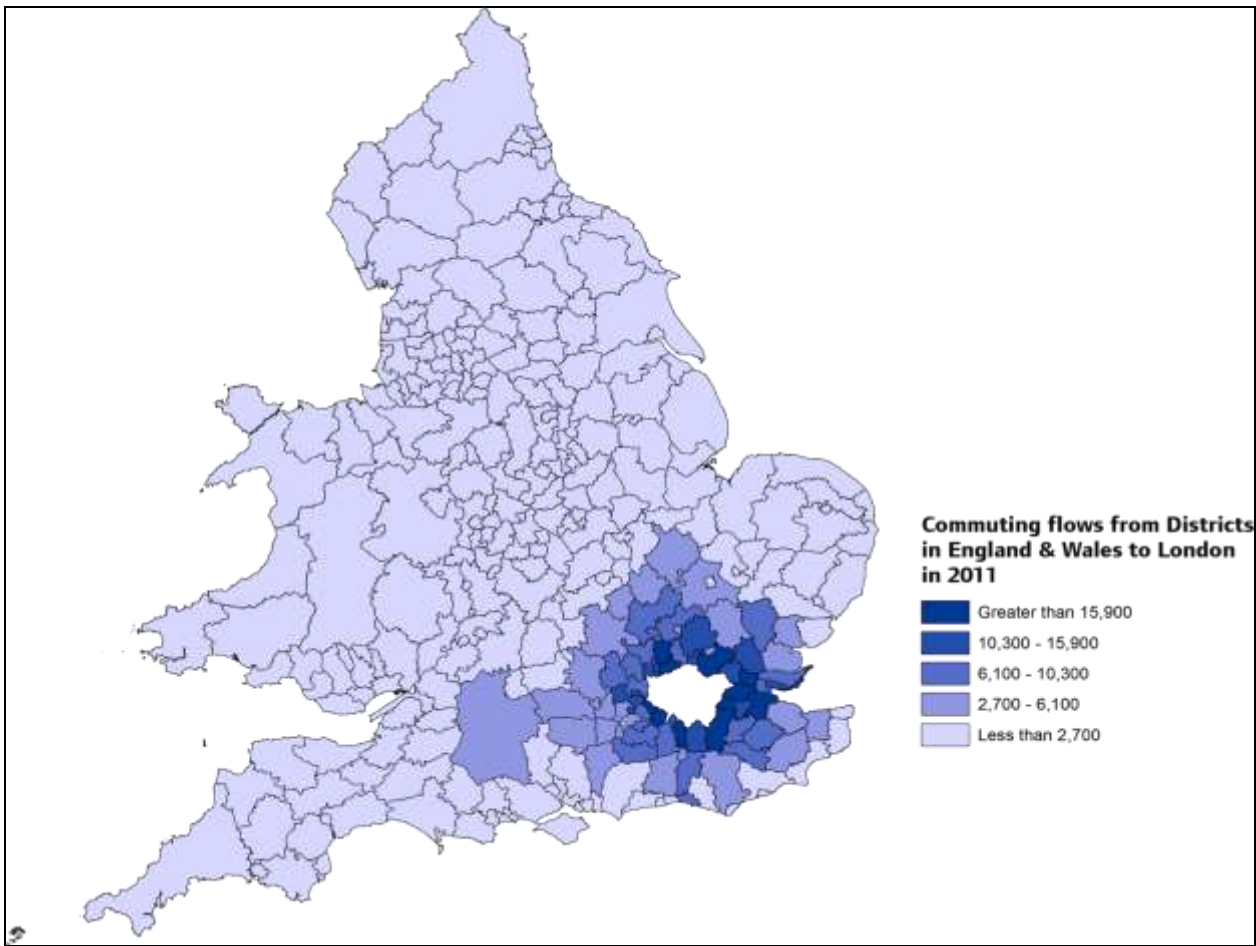 Commuting flows from Districts
in England & Wales to London
in 2011
Greater than 15,900
10,300 - 15,900
6,100 - 10,300
2,700 - 6,100
Less than 2,700